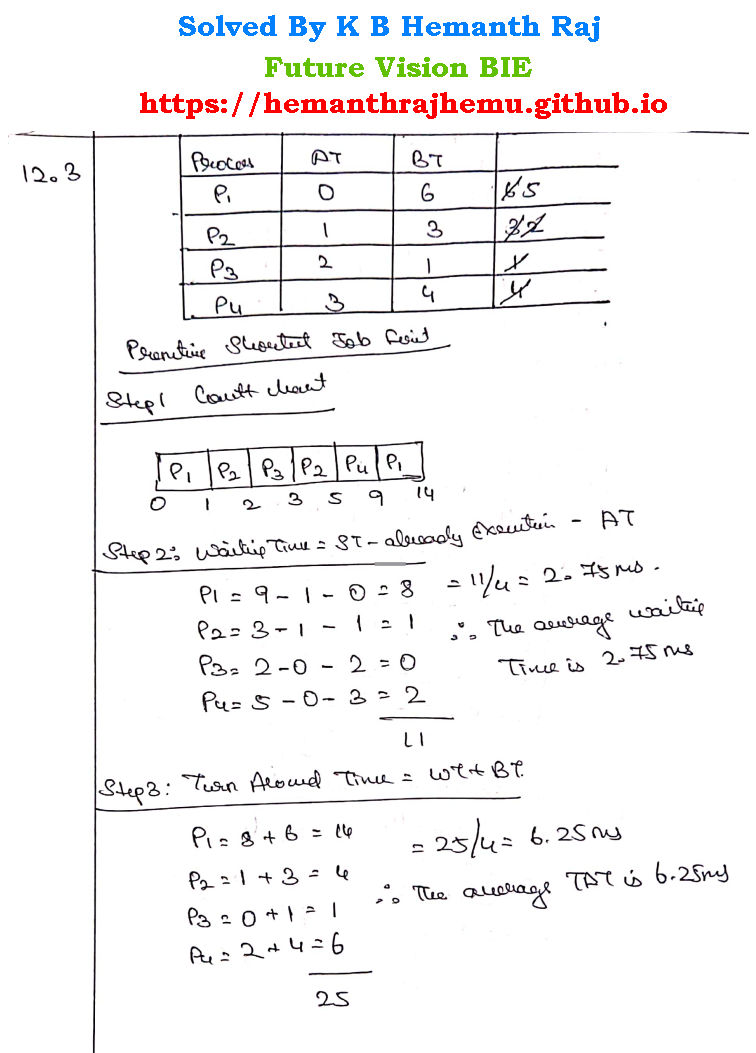 Solved By K B Hemanth Raj
Future Vision BIE
https://hemanthrajhemu.github.io
12.3
Process AT BT
P1 0 6 6 5
P2 1 3 3 2
P3 2 1 1
P4 3 4 4
Premitive Shortest Job First
Step1 Gantt chart
P1 P2 P3 P2 P4 P1
0 1 2 3 5 9 14
Step2: Waiting Time = ST - already Execution - AT
P1 = 9 - 1 - 0 = 8 = 11/4 = 2.75 ms.
P2 = 3 - 1 - 1 = 1 ∴ The average waiting
P3 = 2 - 0 - 2 = 0 Time is 2.75 ms
P4 = 5 - 0 - 3 = 2
11
Step3: Turn Around Time = WT + BT.
P1 = 8 + 6 = 14 = 25/4 = 6.25 ms
P2 = 1 + 3 = 4 ∴ The average TAT is 6.25ms
P3 = 0 + 1 = 1
P4 = 2 + 4 = 6
25